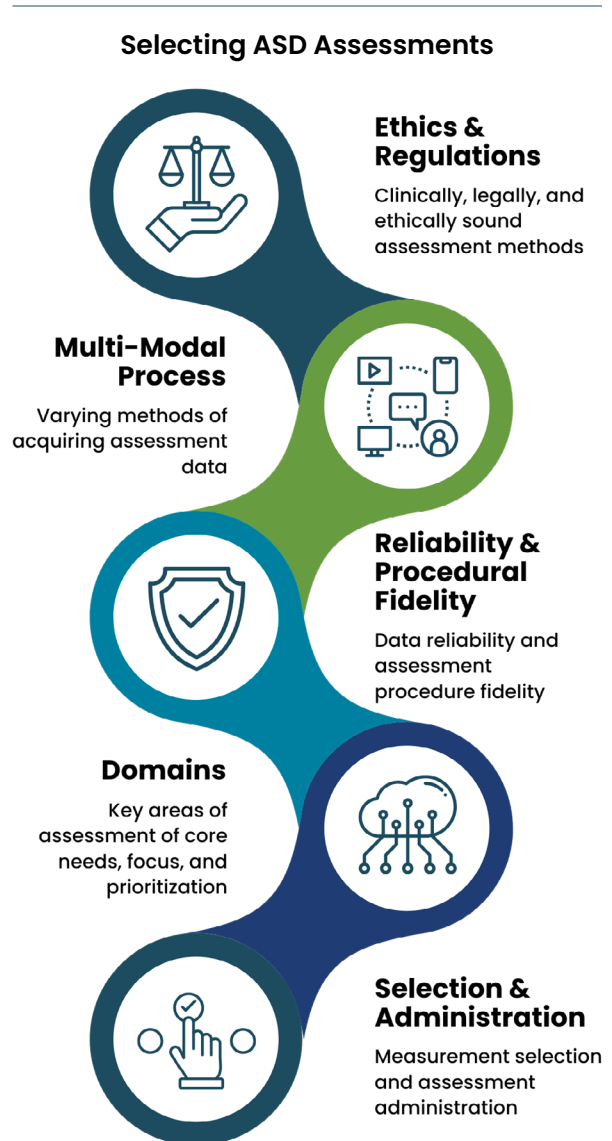 Selecting ASD Assessments
Ethics &
Regulations
Clinically, legally, and
ethically sound
assessment methods
Multi-Modal
Process
Varying methods of
acquiring assessment
data
Reliability &
Procedural
Fidelity
Data reliability and
assessment
procedure fidelity
Domains
Key areas of
assessment of core
needs, focus, and
prioritization
Selection &
Administration
Measurement selection
and assessment
administration